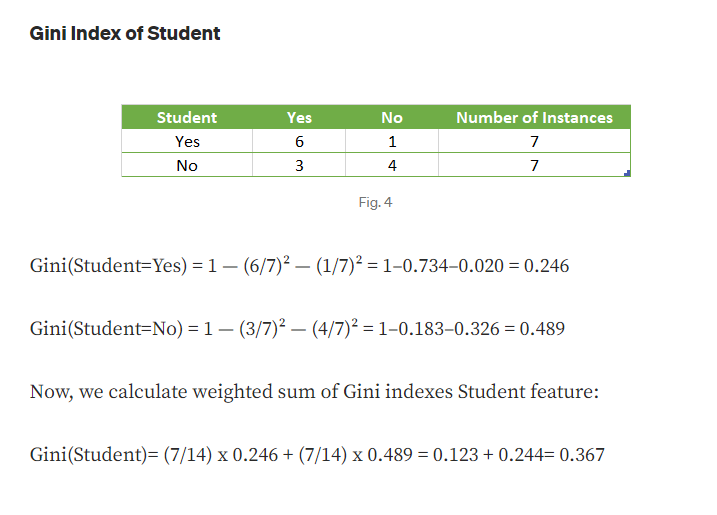 Gini Index of Student
Student Yes No Number of Instances
Yes 6 1 7
No 3 4 7
Fig. 4
Gini(Student=Yes) = 1 — (6/7)² — (1/7)² = 1–0.734–0.020 = 0.246
Gini(Student=No) = 1 — (3/7)² — (4/7)² = 1–0.183–0.326 = 0.489
Now, we calculate weighted sum of Gini indexes Student feature:
Gini(Student)= (7/14) x 0.246 + (7/14) x 0.489 = 0.123 + 0.244= 0.367